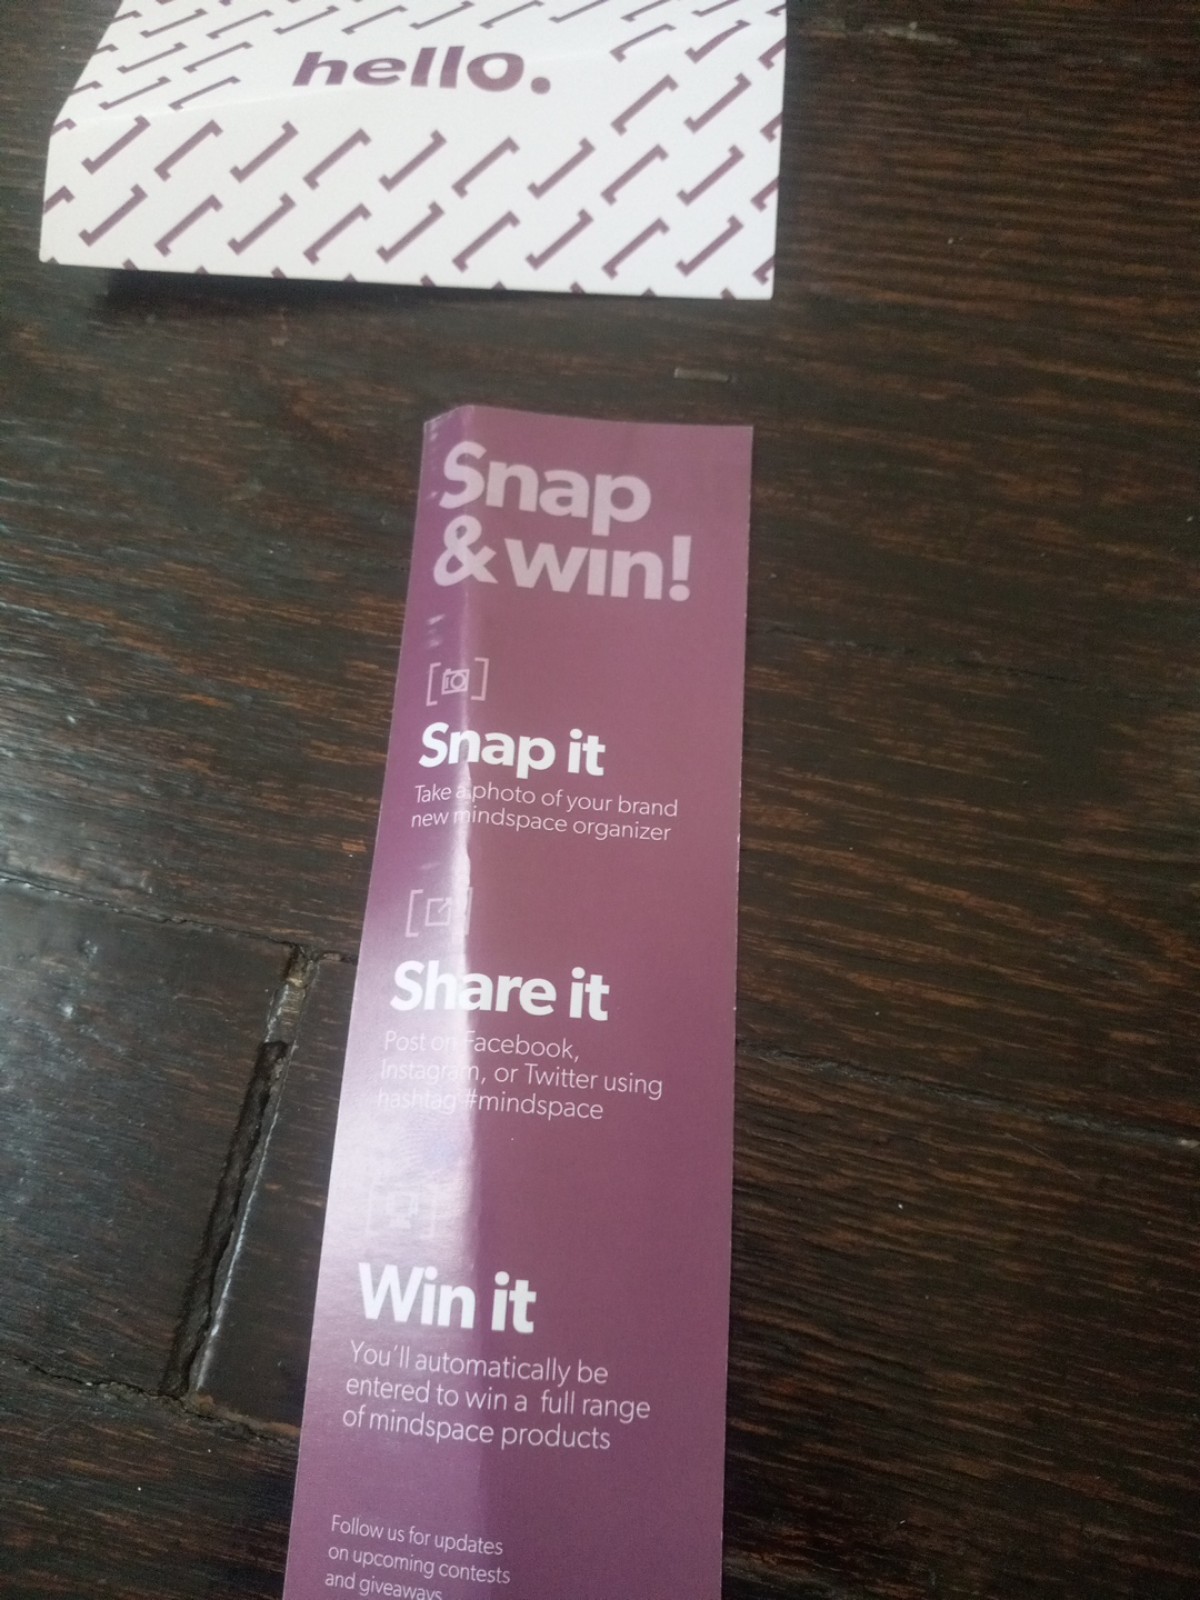 hello.
Snap
& win!
Snap it
Take a photo of your brand
new mindspace organizer
Share it
Post on Facebook,
Instagram, or Twitter using
hashtag #mindspace
Win it
You'll automatically be
entered to win a full range
of mindspace products
Follow us for updates
on upcoming contests
and giveaways